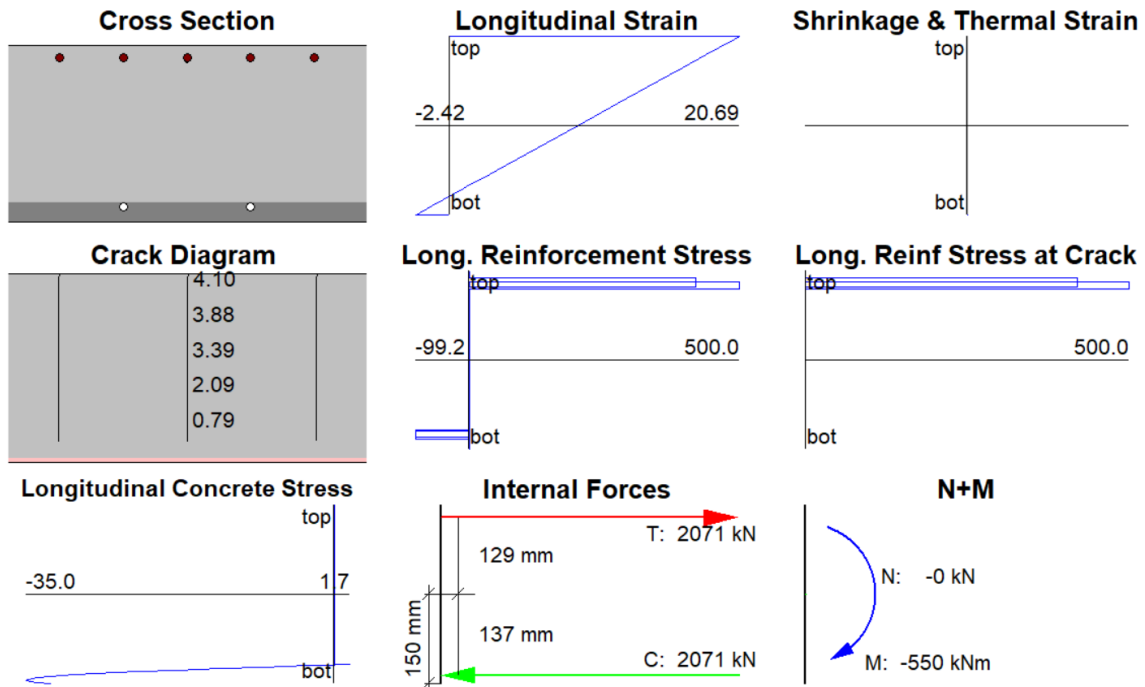 Cross Section
Longitudinal Strain
Shrinkage & Thermal Strain
top
-2.42
20.69
bot
top
bot
Crack Diagram
4.10
3.88
3.39
2.09
0.79
Long. Reinforcement Stress
top
-99.2
500.0
bot
Long. Reinf Stress at Crack
top
500.0
bot
Longitudinal Concrete Stress
top
-35.0
1.7
bot
Internal Forces
T: 2071 kN
129 mm
150 mm
137 mm
C: 2071 kN
N+M
N: -0 kN
M: -550 kNm